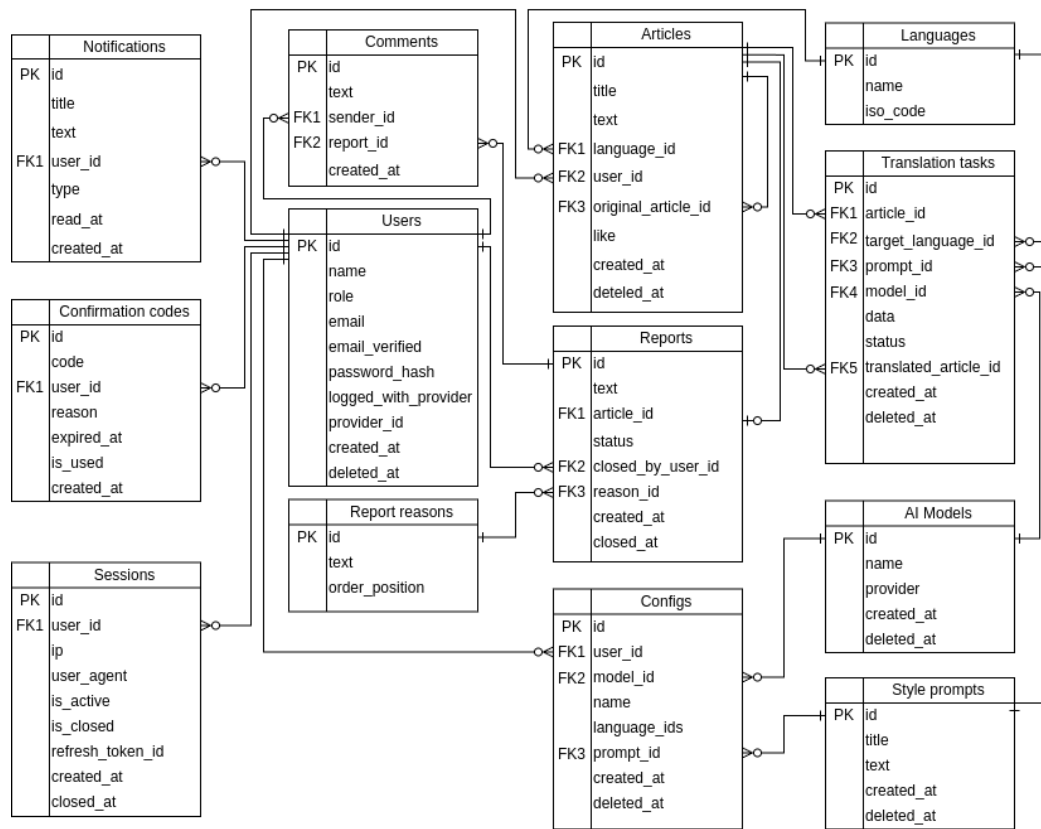 Notifications
PK id
title
text
FK1 user_id
type
read_at
created_at
Confirmation codes
PK id
code
FK1 user_id
reason
expired_at
is_used
created_at
Sessions
PK id
FK1 user_id
ip
user_agent
is_active
is_closed
refresh_token_id
created_at
closed_at
Comments
PK id
text
FK1 sender_id
FK2 report_id
created_at
Users
PK id
name
role
email
email_verified
password_hash
logged_with_provider
provider_id
created_at
deleted_at
Report reasons
PK id
text
order_position
Articles
PK id
title
text
FK1 language_id
FK2 user_id
FK3 original_article_id
like
created_at
deteled_at
Reports
PK id
text
FK1 article_id
status
FK2 closed_by_user_id
FK3 reason_id
created_at
closed_at
Configs
PK id
FK1 user_id
FK2 model_id
name
language_ids
FK3 prompt_id
created_at
deleted_at
Languages
PK id
name
iso_code
Translation tasks
PK id
FK1 article_id
FK2 target_language_id
FK3 prompt_id
FK4 model_id
data
status
FK5 translated_article_id
created_at
deleted_at
AI Models
PK id
name
provider
created_at
deleted_at
Style prompts
PK id
title
text
created_at
deleted_at